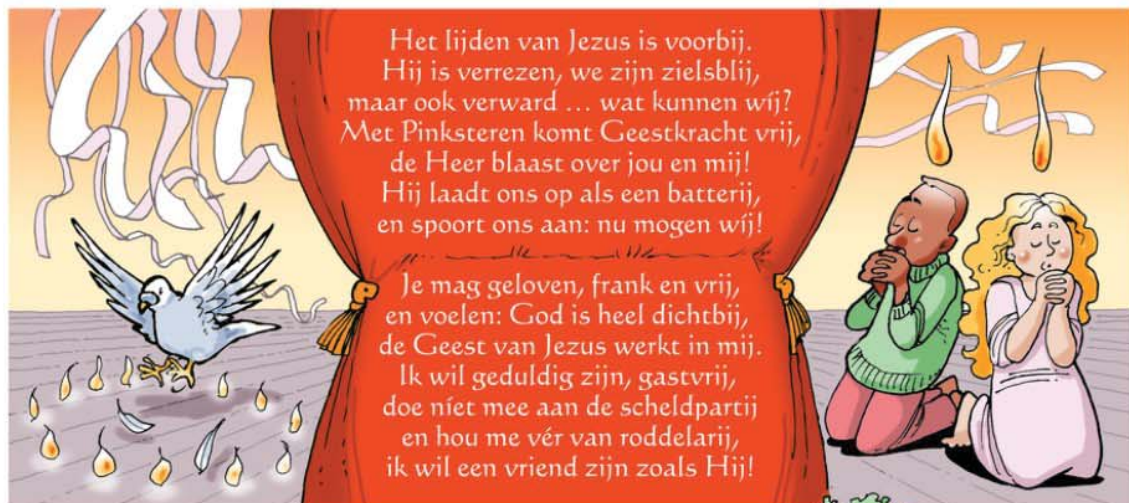 Het lijden van Jezus is voorbij.
Hij is verrezen, we zijn zielsblij,
maar ook verward ... wat kunnen wíj?
Met Pinksteren komt Geestkracht vrij,
de Heer blaast over jou en mij!
Hij laadt ons op als een batterij,
en spoort ons aan: nu mogen wíj!
Je mag geloven, frank en vrij,
en voelen: God is heel dichtbij,
de Geest van Jezus werkt in mij.
Ik wil geduldig zijn, gastvrij,
doe níet mee aan de scheldpartij
en hou me vér van roddelarij,
ik wil een vriend zijn zoals Hij!